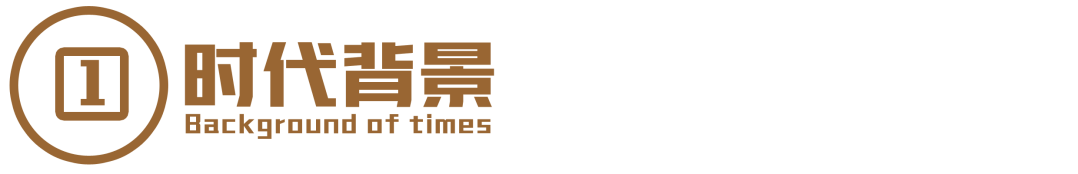 1
时代背景
Background of times